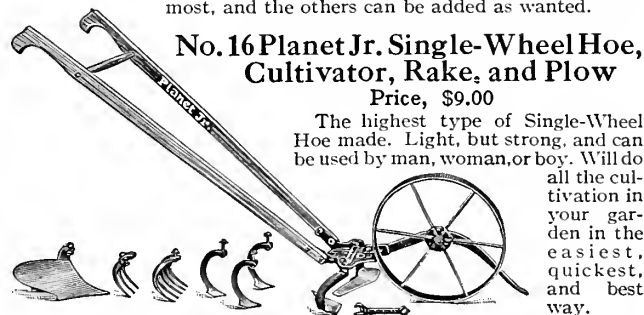 most, and the others can be added as wanted.
No. 16 Planet Jr. Single-Wheel Hoe,
Cultivator, Rake, and Plow
Price, $9.00
Planet Jr.
The highest type of Single-Wheel
Hoe made. Light, but strong, and can
be used by man, woman, or boy. Will do
all the cul-
tivation in
your gar-
den in the
easiest,
quickest,
and best
way.